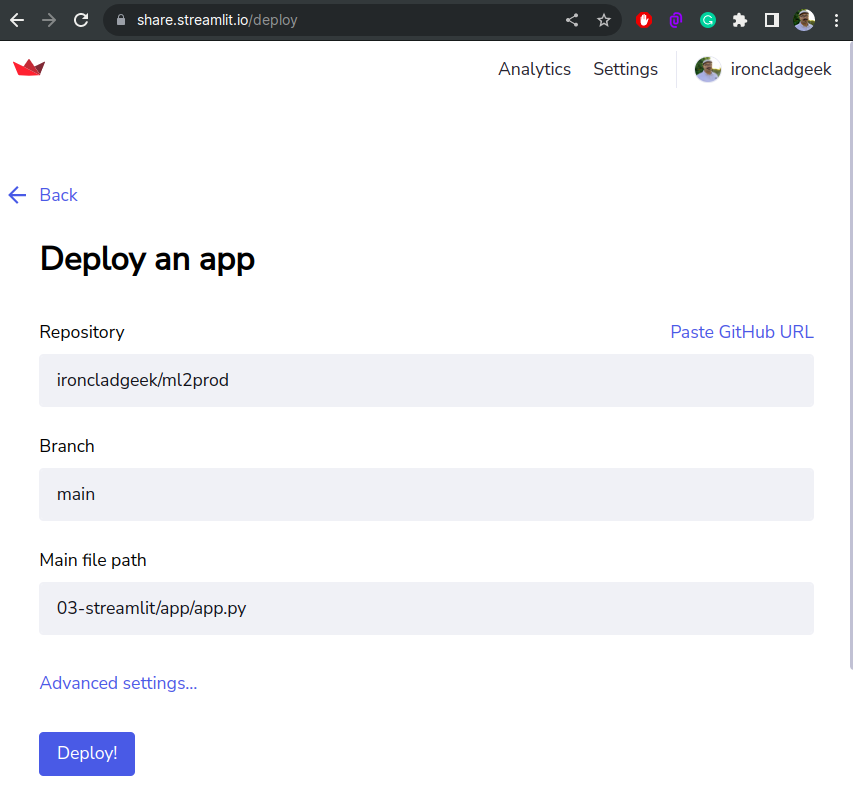 share.streamlit.io/deploy
Analytics Settings ironcladgeek
Back
Deploy an app
Repository Paste GitHub URL
ironcladgeek/ml2prod
Branch
main
Main file path
03-streamlit/app/app.py
Advanced settings...
Deploy!